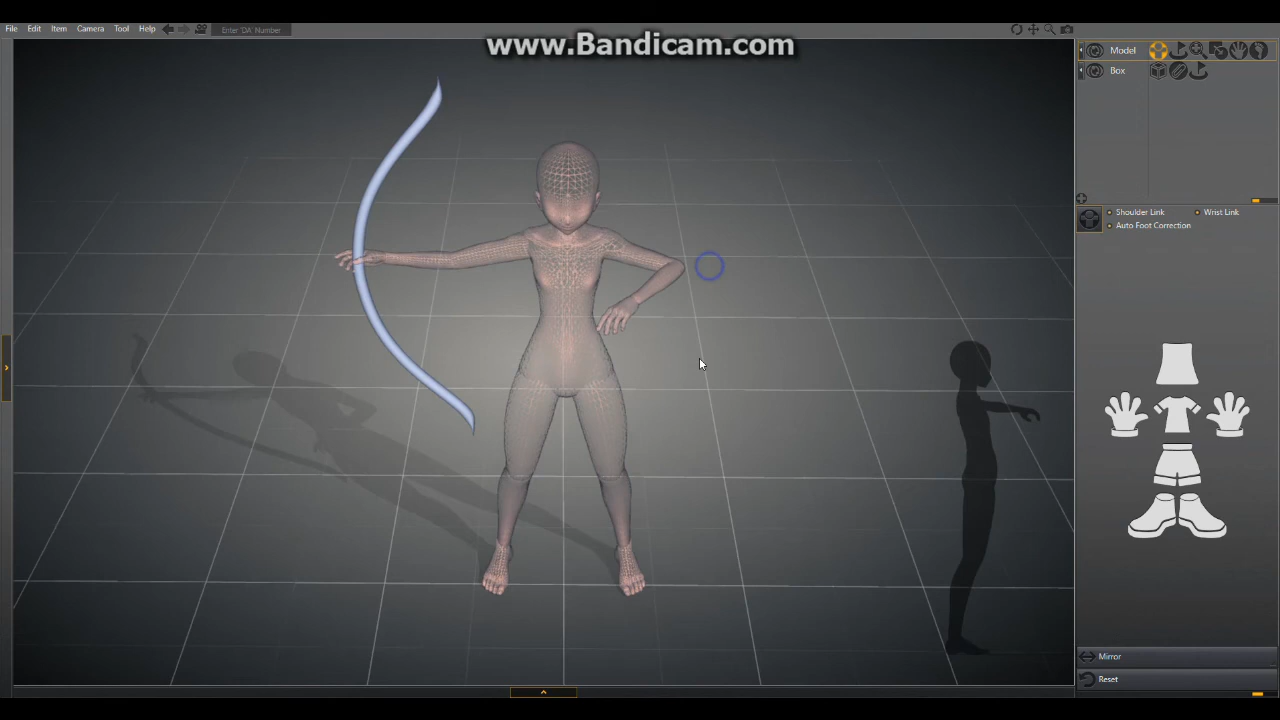 www.Bandicam.com
File Edit Item Camera Tool Help Enter 'DA' Number
Model
Box
Shoulder Link Wrist Link
Auto Foot Correction
Mirror
Reset